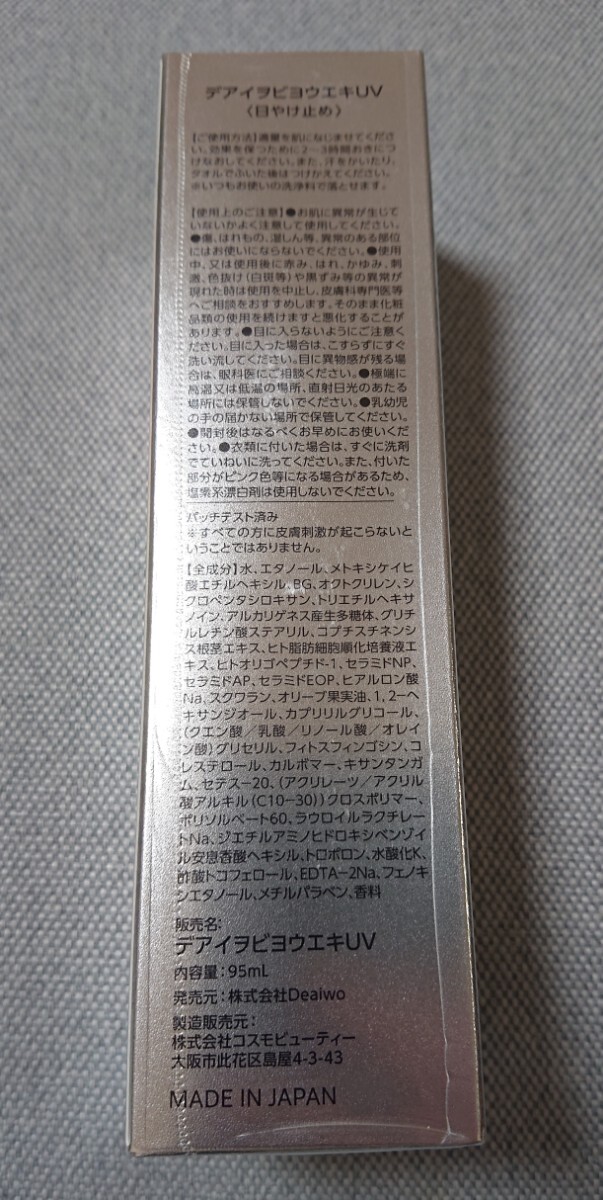 デアイヲビヨウエキUV
〈日やけ止め〉
【ご使用方法】適量を肌になじませてくださ
い。効果を保つために2〜3時間おきにつ
けなおしてください。また、汗をかいたり、
タオルでふいた後はつけかえてください。
※いつもお使いの洗浄料で落とせます。
【使用上のご注意】●お肌に異常が生じて
いないかよく注意して使用してください。
●傷、はれもの、湿しん等、異常のある部位
にはお使いにならないでください。●使用
中、又は使用後に赤み、はれ、かゆみ、刺
激、色抜け(白斑等)や黒ずみ等の異常が
現れた時は使用を中止し、皮膚科専門医等
へご相談をおすすめします。そのまま化粧
品類の使用を続けますと悪化することが
あります。●目に入らないようにご注意く
ださい。目に入った場合は、こすらずにすぐ
洗い流してください。目に異物感が残る場
合は、眼科医にご相談ください。●極端に
高温又は低温の場所、直射日光のあたる
場所には保管しないでください。●乳幼児
の手の届かない場所で保管してください。
●開封後はなるべくお早めにお使いくだ
さい。●衣類に付いた場合は、すぐに洗剤
でていねいに洗ってください。また、付いた
部分がピンク色等になる場合があるため、
塩素系漂白剤は使用しないでください。
パッチテスト済み
※すべての方に皮膚刺激が起こらないと
いうことではありません。
【全成分】水、エタノール、メトキシケイヒ
酸エチルヘキシル、BG、オクトクリレン、シ
クロペンタシロキサン、トリエチルヘキサ
ノイン、アルカリゲネス産生多糖体、グリチ
ルレチン酸ステアリル、コプチスチネンシ
ス根茎エキス、ヒト脂肪細胞順化培養液エ
キス、ヒトオリゴペプチド-1、セラミドNP、
セラミドAP、セラミドEOP、ヒアルロン酸
Na、スクワラン、オリーブ果実油、1,2-ヘ
キサンジオール、カプリリルグリコール、
(クエン酸/乳酸/リノール酸/オレイ
ン酸)グリセリル、フィトスフィンゴシン、コ
レステロール、カルボマー、キサンタンガ
ム、セテス-20、(アクリレーツ/アクリル
酸アルキル(C10-30))クロスポリマー、
ポリソルベート60、ラウロイルラクチレー
トNa、ジエチルアミノヒドロキシベンゾイ
ル安息香酸ヘキシル、トロポロン、水酸化K、
酢酸トコフェロール、EDTA-2Na、フェノキ
シエタノール、メチルパラベン、香料
販売名:
デアイヲビヨウエキUV
内容量:95mL
発売元:株式会社Deaiwo
製造販売元:
株式会社コスモビューティー
大阪市此花区島屋4-3-43
MADE IN JAPAN